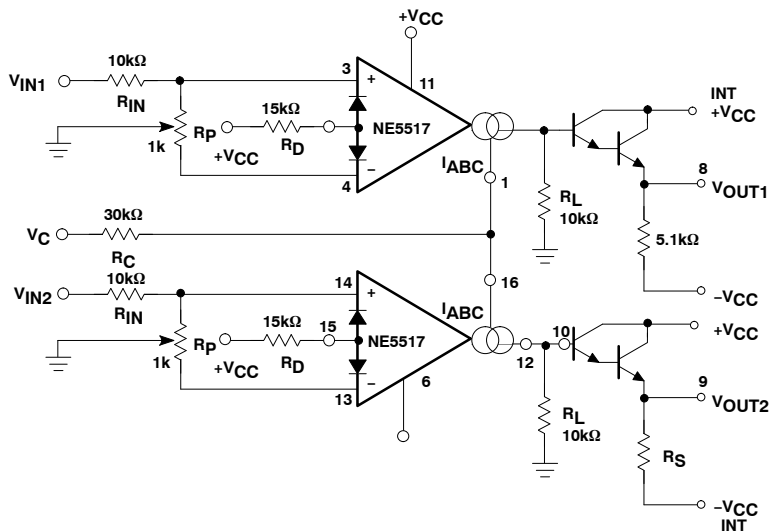 +VCC
10kΩ
VIN1
RIN
3
+
11
INT
+VCC
15kΩ
RP
1k
+VCC
RD
NE5517
–
4
IABC
1
RL
10kΩ
8
VOUT1
5.1kΩ
–VCC
30kΩ
VC
RC
10kΩ
VIN2
RIN
14
+
16
IABC
+VCC
15kΩ
15
RP
1k
+VCC
RD
NE5517
–
13
6
12
10
RL
10kΩ
9
VOUT2
RS
–VCC
INT